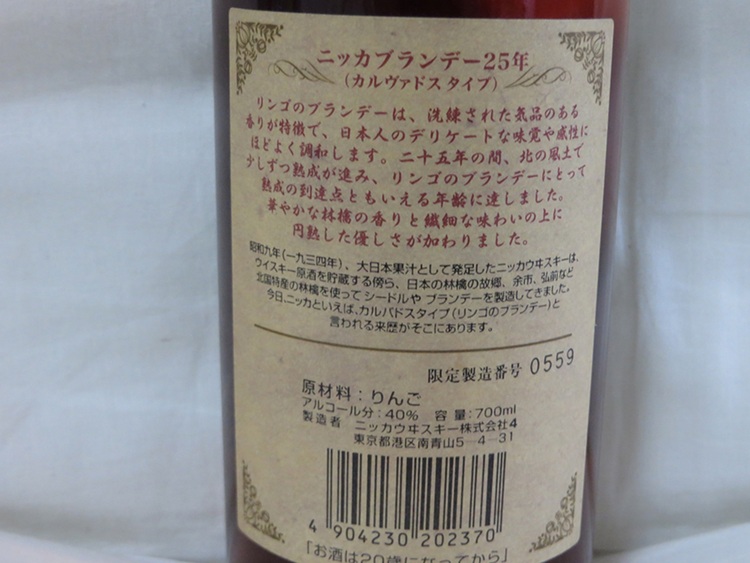 ニッカブランデー25年
(カルヴァドスタイプ)
リンゴのブランデーは、洗練された気品のある
香りが特徴で、日本人のデリケートな味覚や感性に
ほどよく調和します。二十五年の間、北の風土で
少しずつ熟成が進み、リンゴのブランデーにとって
熟成の到達点ともいえる年齢に達しました。
華やかな林檎の香りと繊細な味わいの上に
円熟した優しさが加わりました。
昭和九年(一九三四年)、大日本果汁として発足したニッカウヰスキーは、
ウイスキー原酒を貯蔵する傍ら、日本の林檎の故郷、余市、弘前など
北国特産の林檎を使ってシードルや ブランデーを製造してきました。
今日、ニッカといえば、カルバドスタイプ(リンゴのブランデー)と
言われる来歴がそこにあります。
限定製造番号 0559
原材料:りんご
アルコール分:40% 容量:700ml
製造者 ニッカウヰスキー株式会社4
東京都港区南青山5-4-31
4 904230 202370
「お酒は20歳になってから」